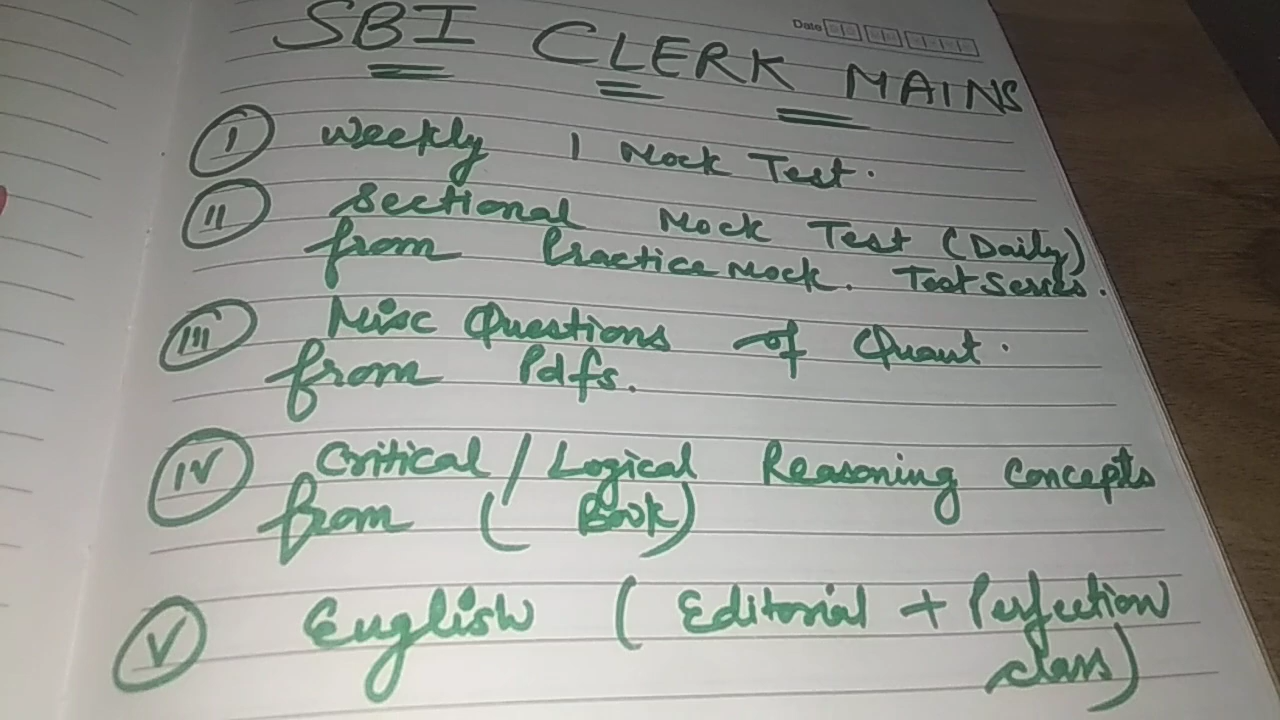 Date
SBI CLERK MAINS
I Weekly 1 Mock Test.
II Sectional Mock Test (Daily)
from Practice Mock. Test Series.
III Misc Questions of Quant.
from Pdfs.
IV Critical / Logical Reasoning Concepts
from (Book)
V English (Editorial + Perfection
class)